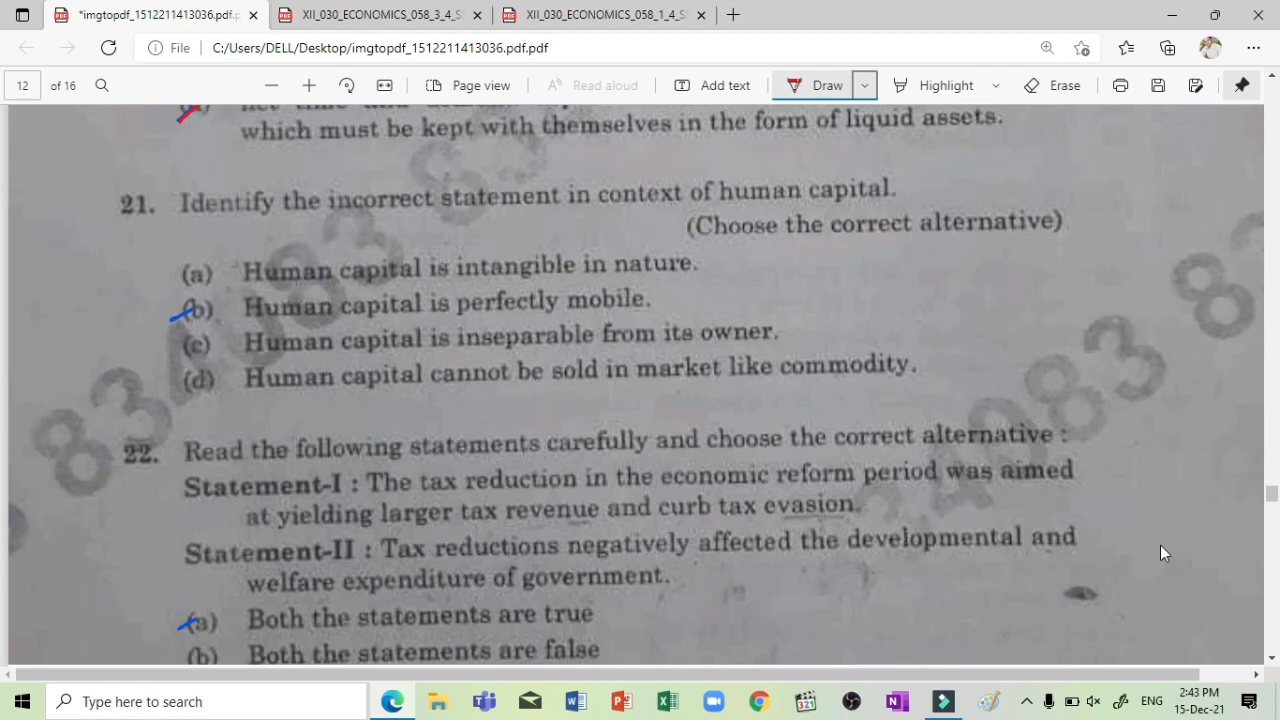 *imgtopdf_1512211413036.pdf.p
XII_030_ECONOMICS_058_3_4_S
XII_030_ECONOMICS_058_1_4_S
File
C:/Users/DELL/Desktop/imgtopdf_1512211413036.pdf.pdf
12 of 16
Page view
Read aloud
Add text
Draw
Highlight
Erase
which must be kept with themselves in the form of liquid assets.
21. Identify the incorrect statement in context of human capital.
(Choose the correct alternative)
(a) Human capital is intangible in nature.
(b) Human capital is perfectly mobile.
(c) Human capital is inseparable from its owner.
(d) Human capital cannot be sold in market like commodity.
22. Read the following statements carefully and choose the correct alternative :
Statement-I : The tax reduction in the economic reform period was aimed
at yielding larger tax revenue and curb tax evasion.
Statement-II : Tax reductions negatively affected the developmental and
welfare expenditure of government.
(a) Both the statements are true
(b) Both the statements are false
Type here to search
321
ENG
2:43 PM
15-Dec-21